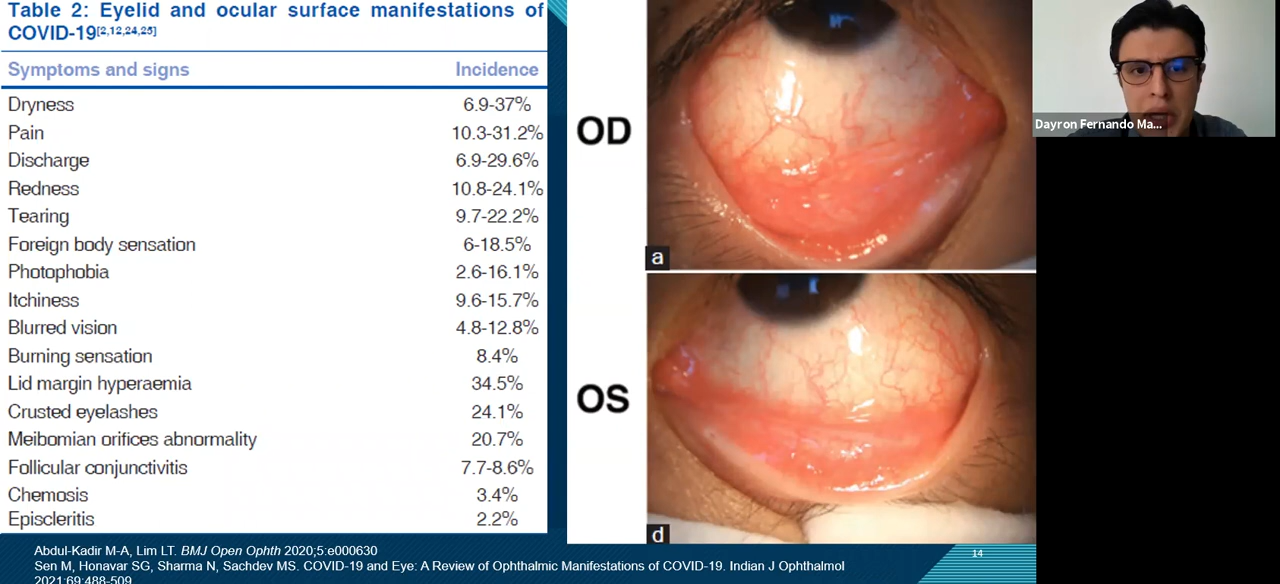 Table 2: Eyelid and ocular surface manifestations of
COVID-19[2,12,24,25]
Symptoms and signs Incidence
Dryness 6.9-37%
Pain 10.3-31.2%
Discharge 6.9-29.6%
Redness 10.8-24.1%
Tearing 9.7-22.2%
Foreign body sensation 6-18.5%
Photophobia 2.6-16.1%
Itchiness 9.6-15.7%
Blurred vision 4.8-12.8%
Burning sensation 8.4%
Lid margin hyperaemia 34.5%
Crusted eyelashes 24.1%
Meibomian orifices abnormality 20.7%
Follicular conjunctivitis 7.7-8.6%
Chemosis 3.4%
Episcleritis 2.2%
OD
a
OS
d
Dayron Fernando Ma...
Abdul-Kadir M-A, Lim LT. BMJ Open Ophth 2020;5:e000630
Sen M, Honavar SG, Sharma N, Sachdev MS. COVID-19 and Eye: A Review of Ophthalmic Manifestations of COVID-19. Indian J Ophthalmol
2021;69:488-509
14